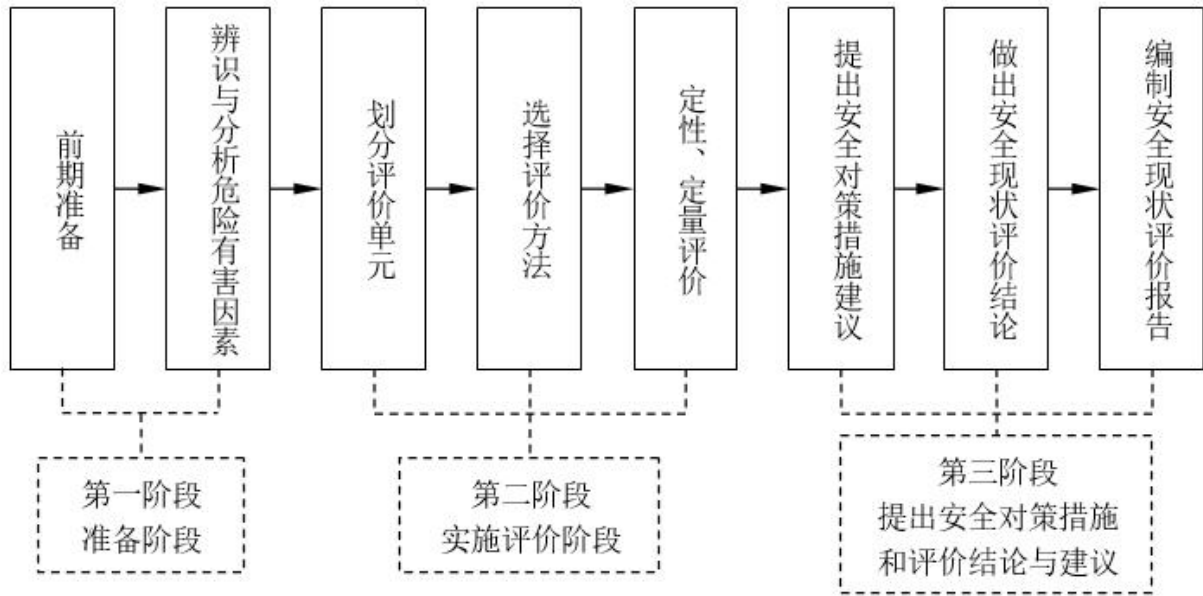 前期准备
辨识与分析危险有害因素
划分评价单元
选择评价方法
定性、定量评价
提出安全对策措施建议
做出安全现状评价结论
编制安全现状评价报告
第一阶段
准备阶段
第二阶段
实施评价阶段
第三阶段
提出安全对策措施
和评价结论与建议